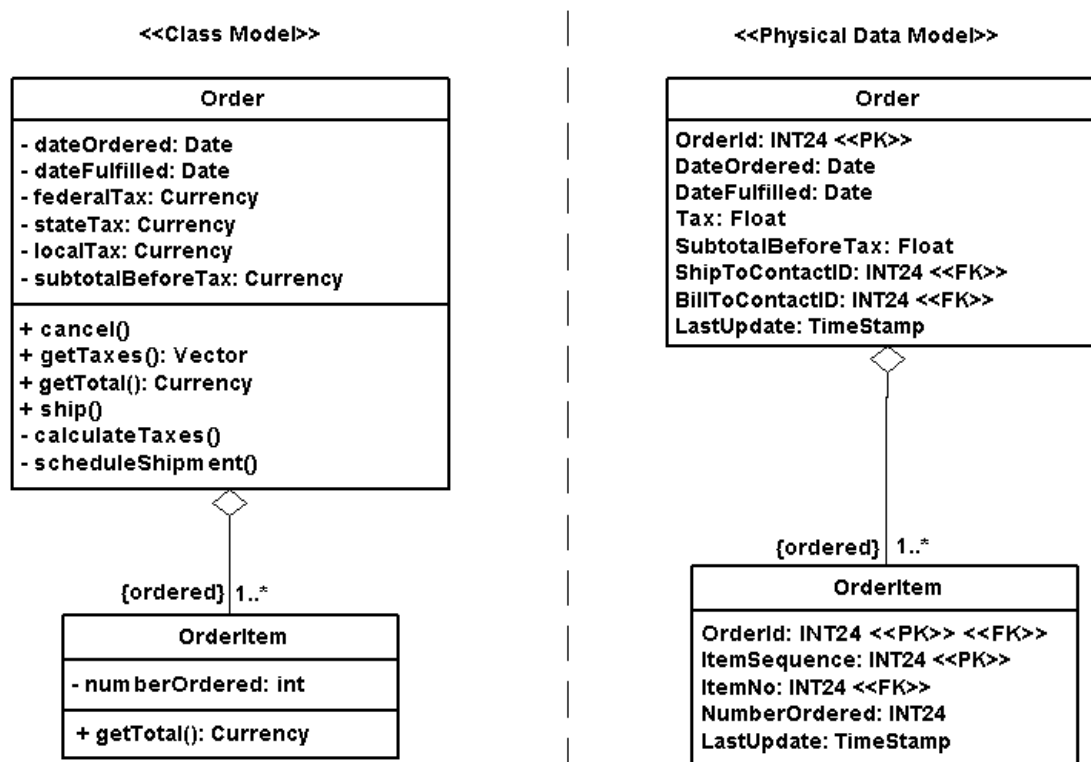 <<Class Model>>
Order
- dateOrdered: Date
- dateFulfilled: Date
- federalTax: Currency
- stateTax: Currency
- localTax: Currency
- subtotalBeforeTax: Currency
+ cancel()
+ getTaxes(): Vector
+ getTotal(): Currency
+ ship()
- calculateTaxes()
- scheduleShipment()
{ordered} 1..*
OrderItem
- numberOrdered: int
+ getTotal(): Currency
<<Physical Data Model>>
Order
OrderId: INT24 <<PK>>
DateOrdered: Date
DateFulfilled: Date
Tax: Float
SubtotalBeforeTax: Float
ShipToContactID: INT24 <<FK>>
BillToContactID: INT24 <<FK>>
LastUpdate: TimeStamp
{ordered} 1..*
OrderItem
OrderId: INT24 <<PK>> <<FK>>
ItemSequence: INT24 <<PK>>
ItemNo: INT24 <<FK>>
NumberOrdered: INT24
LastUpdate: TimeStamp